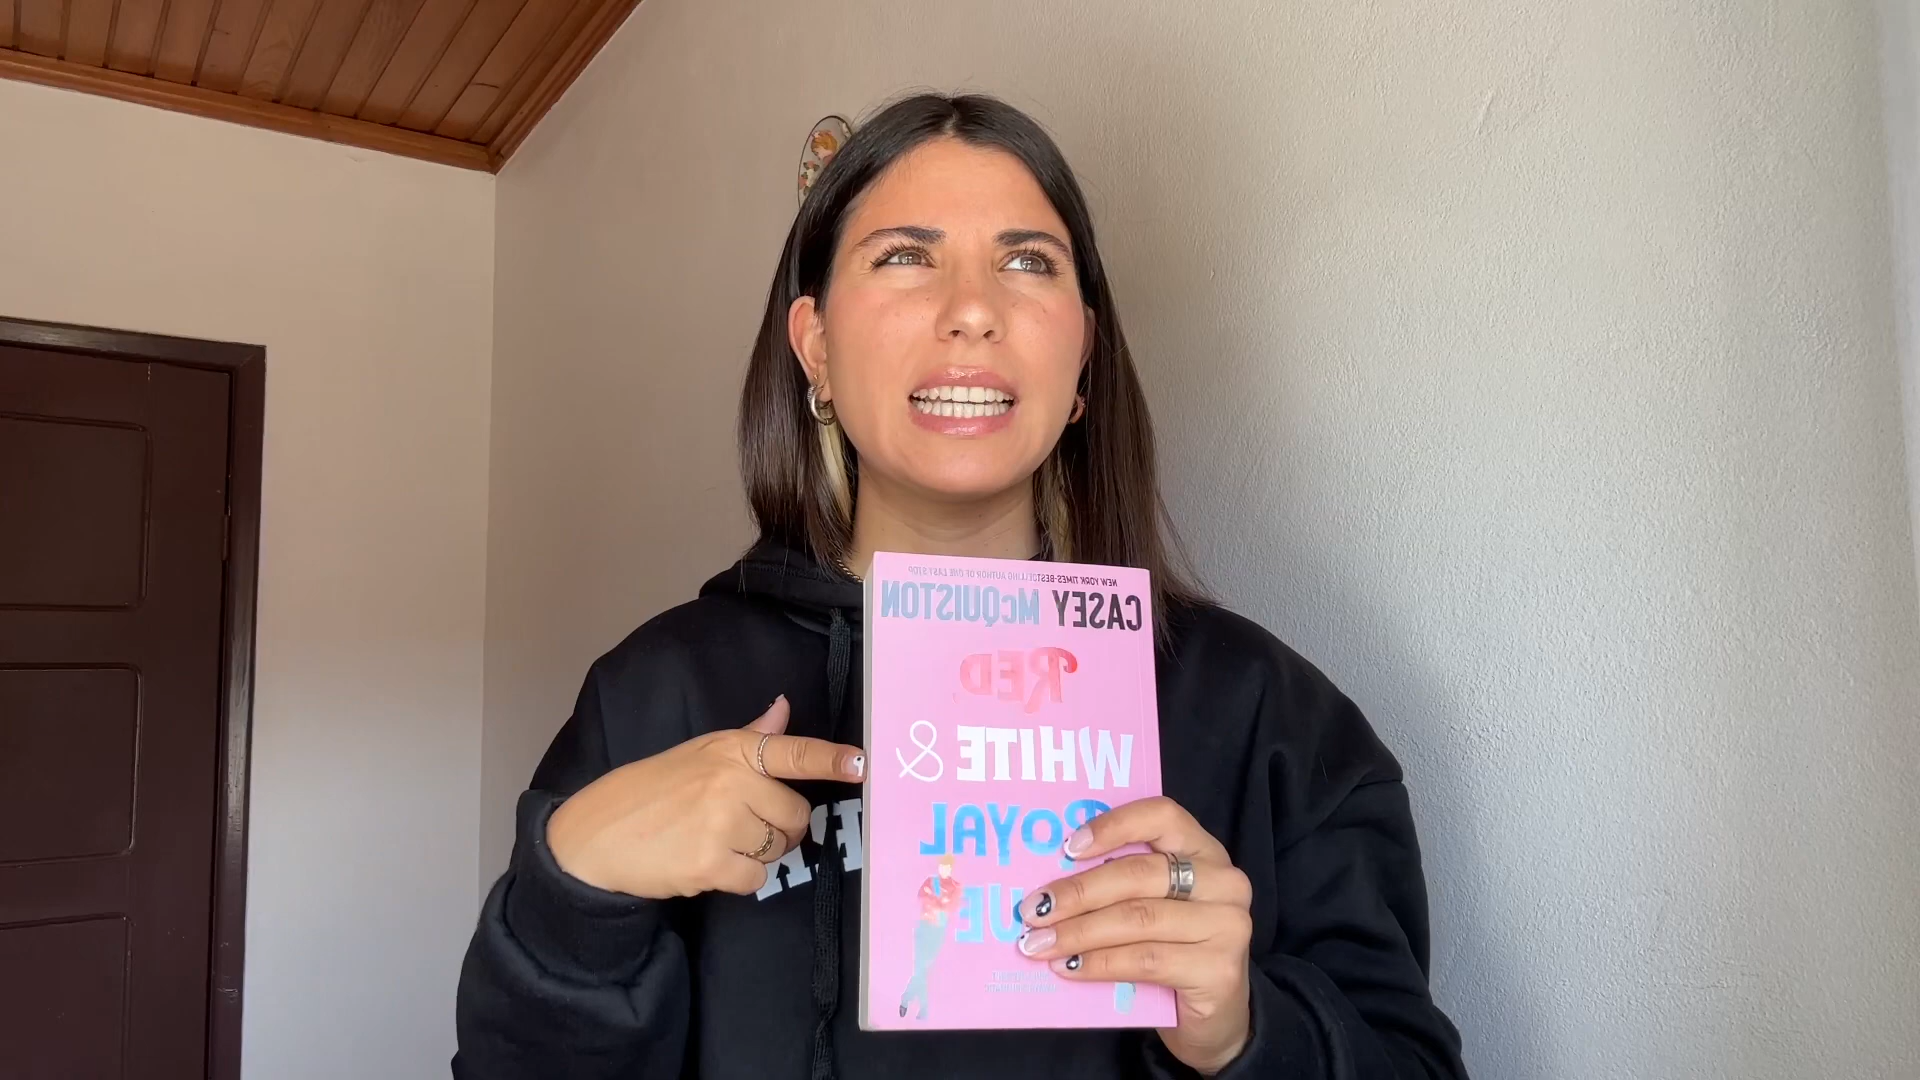 NEW YORK TIMES-BESTSELLING AUTHOR OF ONE LAST STOP
CASEY McQUISTON
RED,
WHITE &
ROYAL